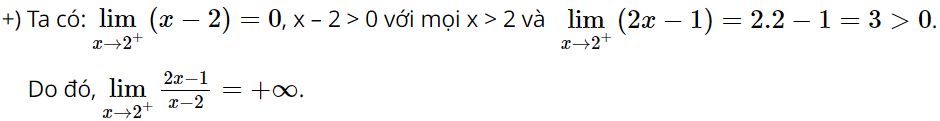 +) Ta có: lim_{x→2⁺} (x − 2) = 0, x – 2 > 0 với mọi x > 2 và lim_{x→2⁺} (2x − 1) = 2.2 − 1 = 3 > 0.
Do đó, lim_{x→2⁺} \frac{2x−1}{x−2} = +∞.